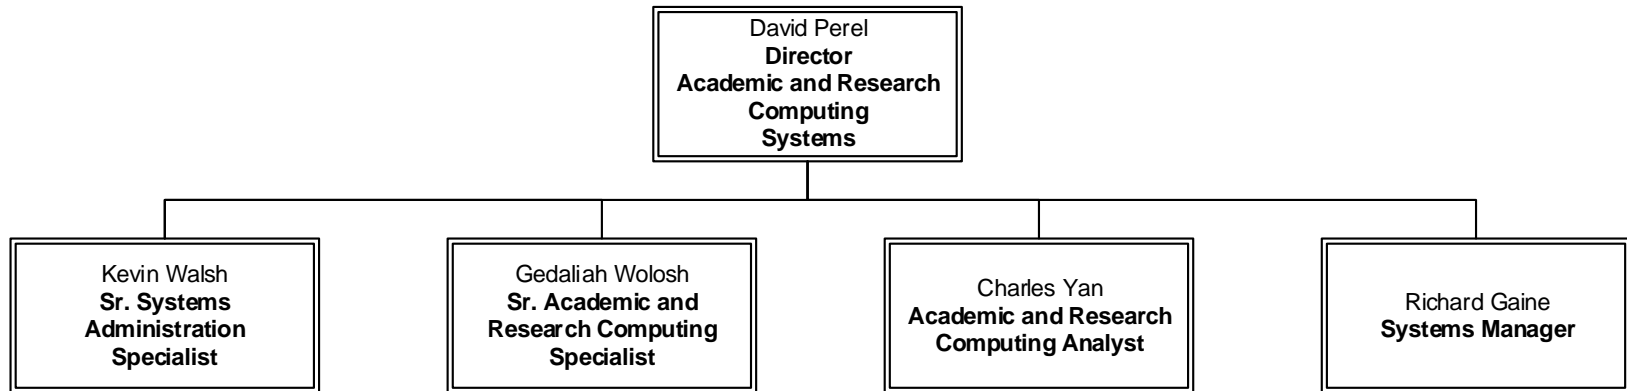 David Perel
Director
Academic and Research
Computing
Systems
Kevin Walsh
Sr. Systems
Administration
Specialist
Gedaliah Wolosh
Sr. Academic and
Research Computing
Specialist
Charles Yan
Academic and Research
Computing Analyst
Richard Gaine
Systems Manager